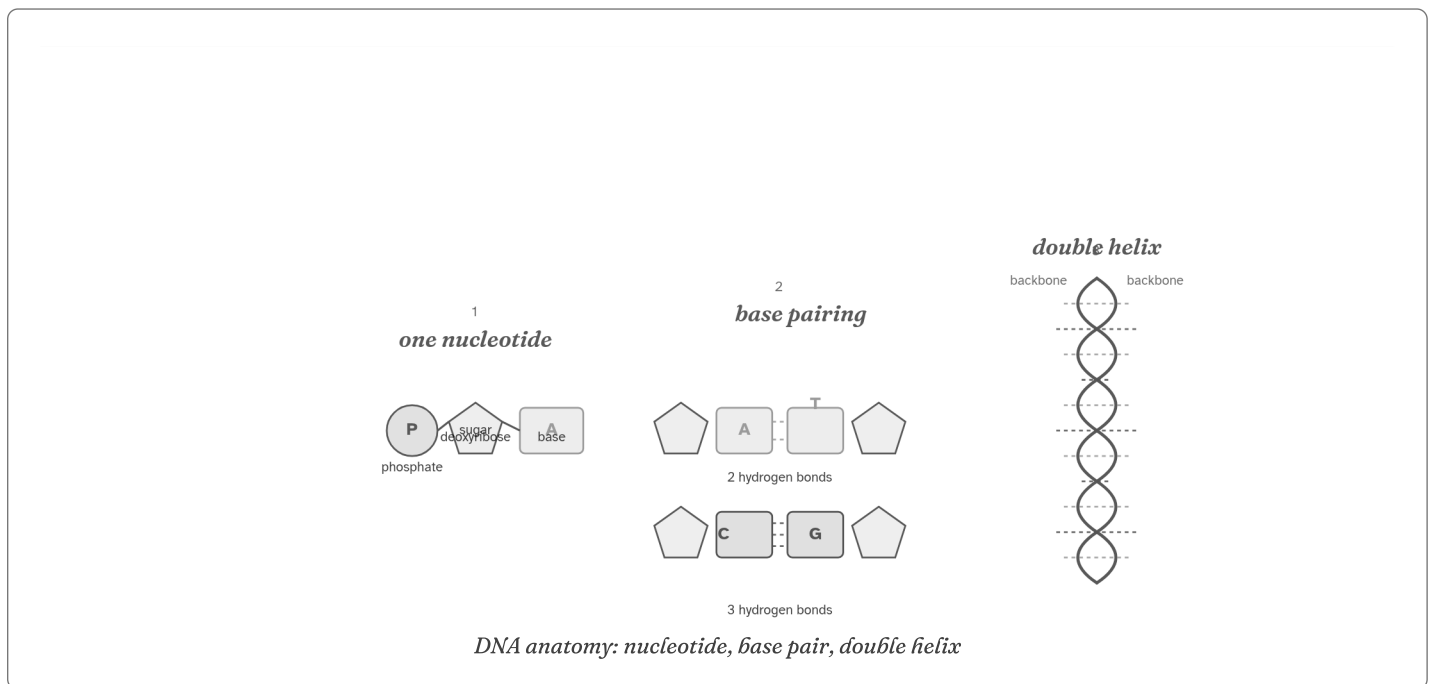 1
one nucleotide
P
sugar
deoxyribose
A
base
phosphate
2
base pairing
A
T
2 hydrogen bonds
C
G
3 hydrogen bonds
double helix
backbone
backbone
DNA anatomy: nucleotide, base pair, double helix